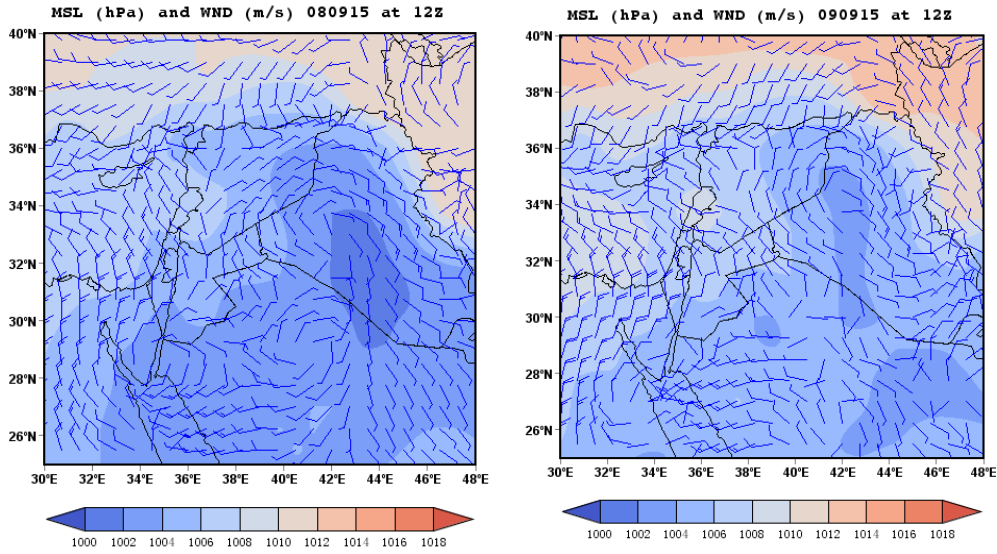 MSL (hPa) and WND (m/s) 080915 at 12Z
40°N
38°N
36°N
34°N
32°N
30°N
28°N
26°N
30°E 32°E 34°E 36°E 38°E 40°E 42°E 44°E 46°E 48°E
1000 1002 1004 1006 1008 1010 1012 1014 1016 1018
MSL (hPa) and WND (m/s) 090915 at 12Z
40°N
38°N
36°N
34°N
32°N
30°N
28°N
26°N
30°E 32°E 34°E 36°E 38°E 40°E 42°E 44°E 46°E 48°E
1000 1002 1004 1006 1008 1010 1012 1014 1016 1018